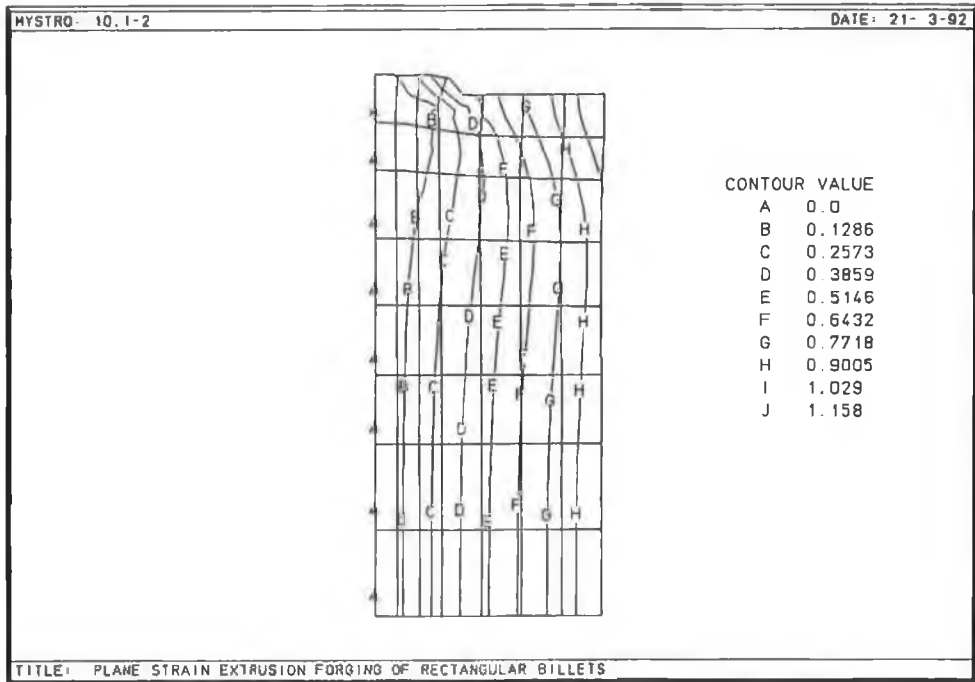 MYSTRO: 10.1-2 DATE: 21- 3-92
CONTOUR VALUE
A 0.0
B 0.1286
C 0.2573
D 0.3859
E 0.5146
F 0.6432
G 0.7718
H 0.9005
I 1.029
J 1.158
G
B D
H
E
D G
B C
F H
E
B G
D E H
B C E G H
D
C D F G H
E
A
TITLE: PLANE STRAIN EXTRUSION FORGING OF RECTANGULAR BILLETS